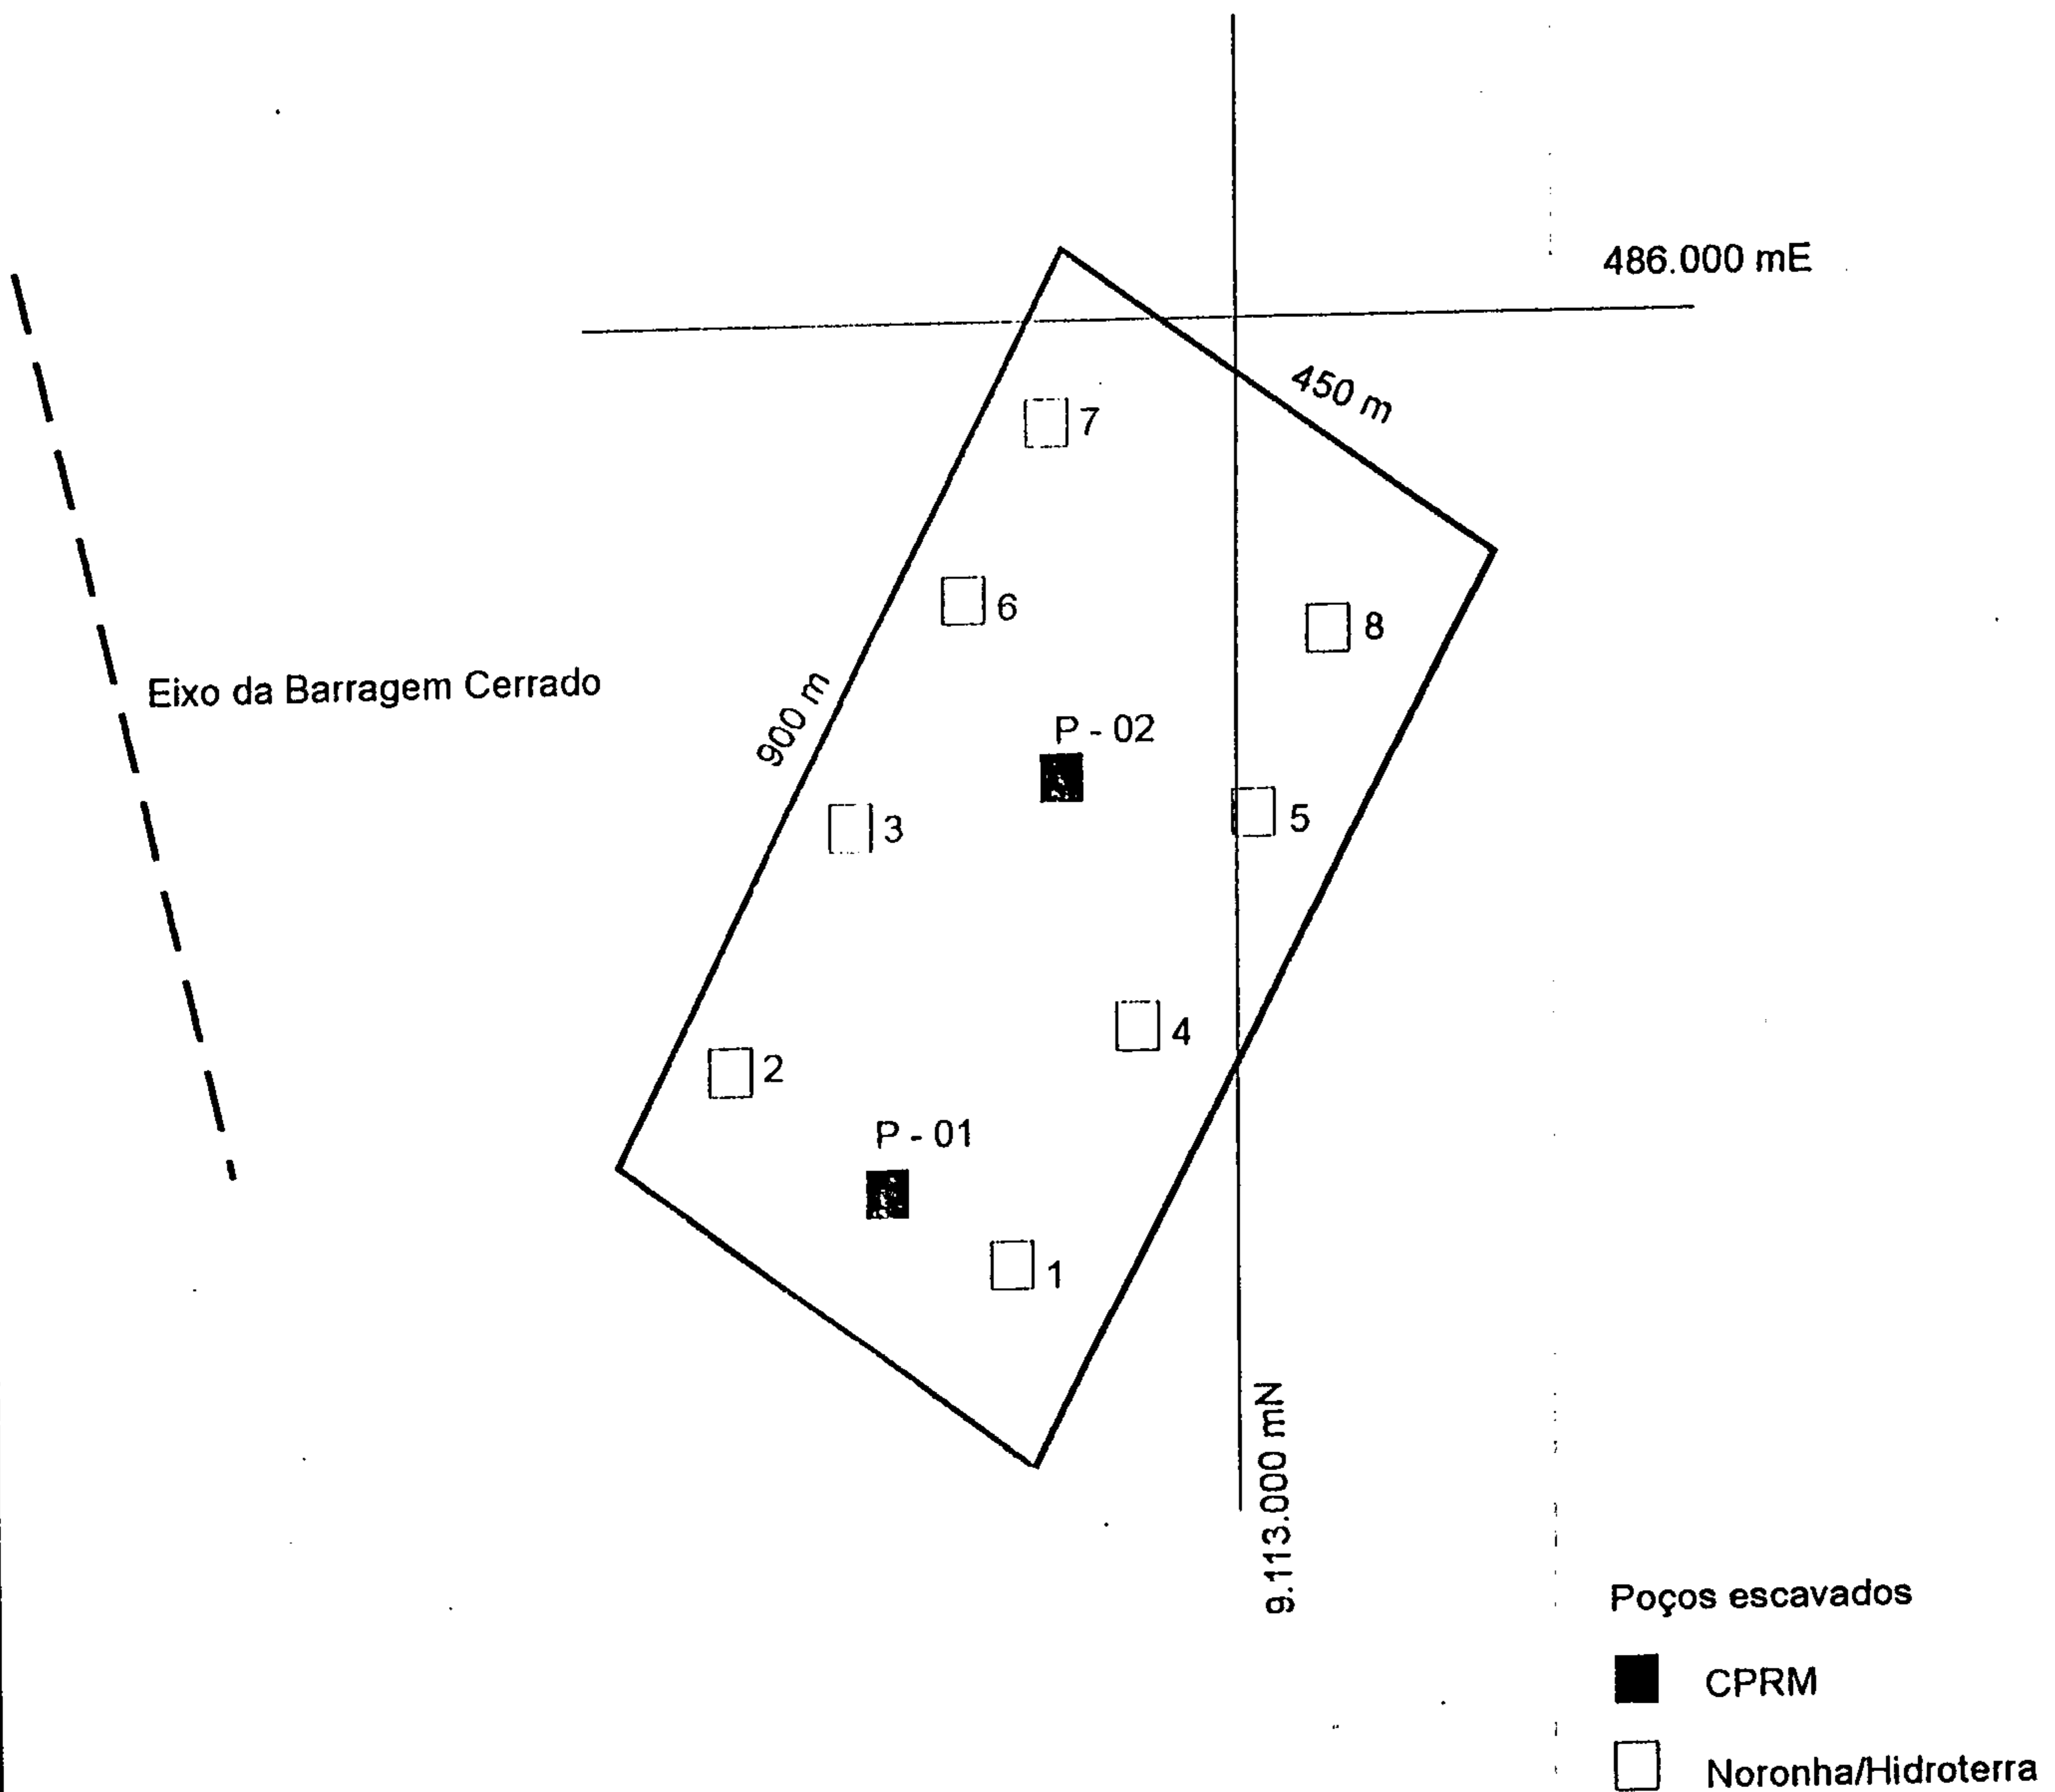 486.000 mE
450 m
7
6
8
Eixo da Barragem Cerrado
900 m
P - 02
3
5
4
2
P - 01
1
9.113.000 mN
Poços escavados
CPRM
Noronha/Hidroterra